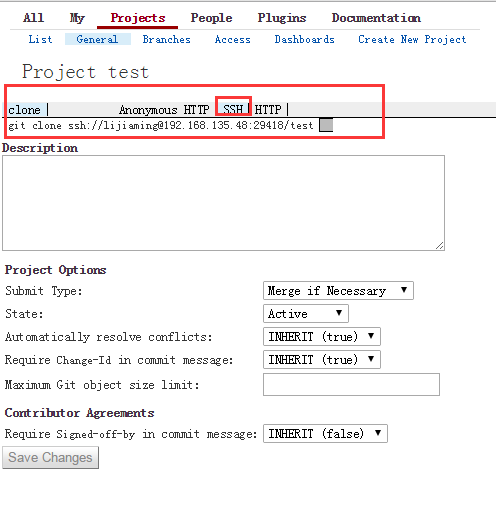 All My Projects People Plugins Documentation
List General Branches Access Dashboards Create New Project
Project test
clone Anonymous HTTP SSH HTTP
git clone ssh://lijiaming@192.168.135.48:29418/test
Description
Project Options
Submit Type: Merge if Necessary
State: Active
Automatically resolve conflicts: INHERIT (true)
Require Change-Id in commit message: INHERIT (true)
Maximum Git object size limit:
Contributor Agreements
Require Signed-off-by in commit message: INHERIT (false)
Save Changes